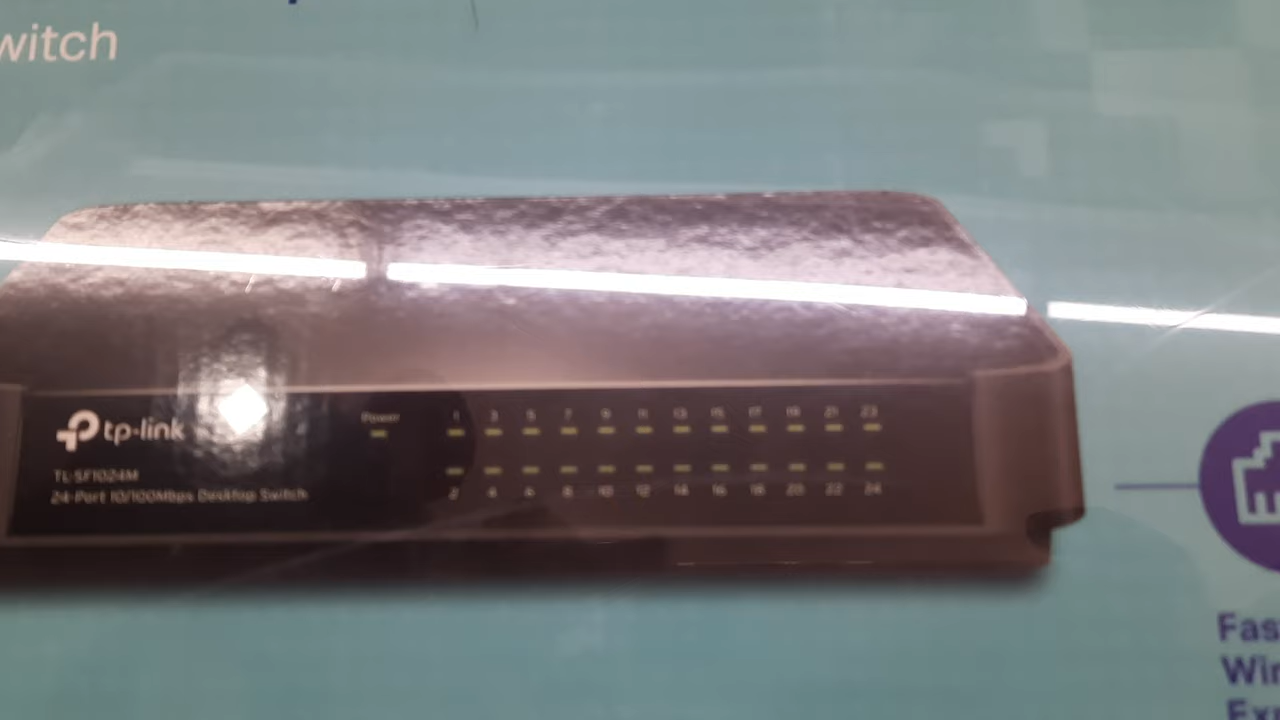 witch
tp-link
Power
1 3 5 7 9 11 13 15 17 19 21 23
TL-SF1024M
24-Port 10/100Mbps Desktop Switch
2 4 6 8 10 12 14 16 18 20 22 24
Fas
Wir
Exp